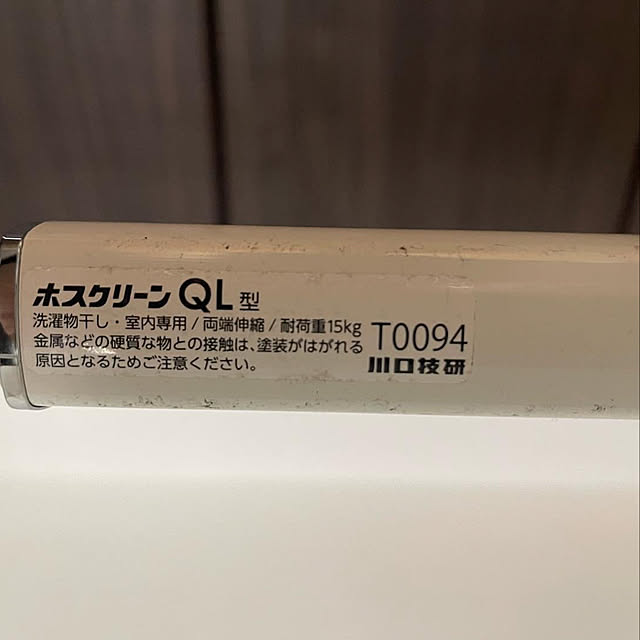 ホスクリーン QL 型
洗濯物干し・室内専用/両端伸縮/耐荷重15kg
金属などの硬質な物との接触は、塗装がはがれる
原因となるためご注意ください。
T0094
川口技研